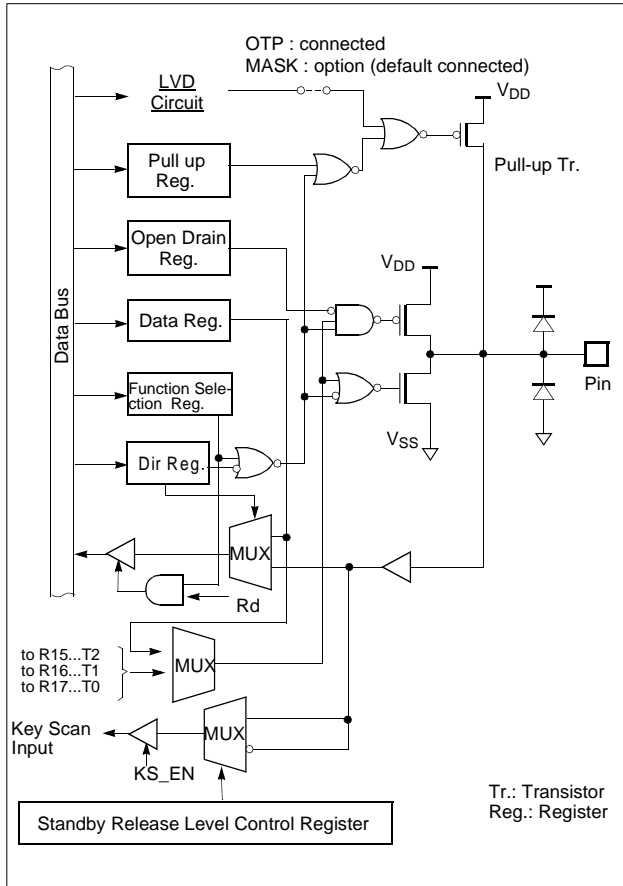 OTP : connected
MASK : option (default connected)
LVD
Circuit
VDD
Pull up
Reg.
Pull-up Tr.
Open Drain
Reg.
VDD
Data Reg.
Data Bus
Function Sele-
ction Reg.
Pin
VSS
Dir Reg.
MUX
Rd
to R15...T2
to R16...T1
to R17...T0
MUX
Key Scan
Input
MUX
KS_EN
Tr.: Transistor
Reg.: Register
Standby Release Level Control Register